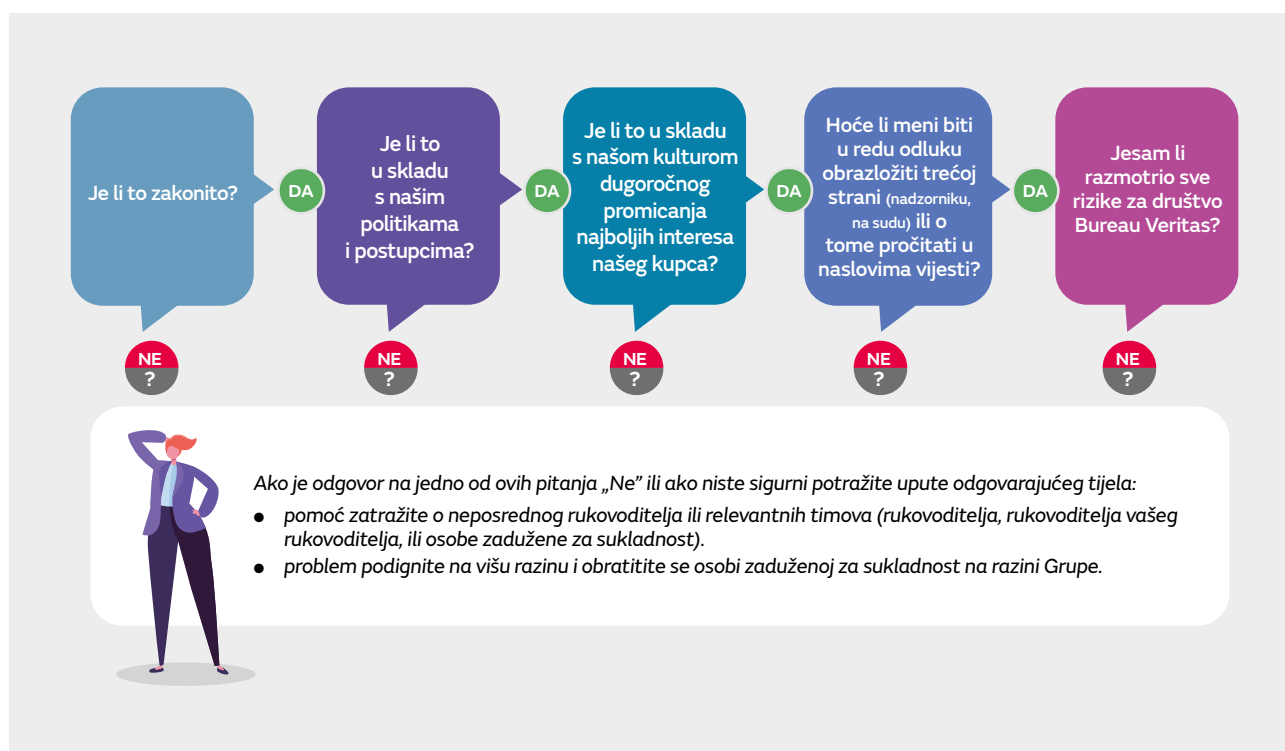 Je li to zakonito?
DA
Je li to
u skladu
s našim
politikama
i postupcima?
DA
Je li to u skladu
s našom kulturom
dugoročnog
promicanja
najboljih interesa
našeg kupca?
DA
Hoće li meni biti
u redu odluku
obrazložiti trećoj
strani (nadzorniku,
na sudu) ili o
tome pročitati u
naslovima vijesti?
DA
Jesam li
razmotrio sve
rizike za društvo
Bureau Veritas?
NE
?
NE
?
NE
?
NE
?
NE
?
Ako je odgovor na jedno od ovih pitanja „Ne” ili ako niste sigurni potražite upute odgovarajućeg tijela:
● pomoć zatražite o neposrednog rukovoditelja ili relevantnih timova (rukovoditelja, rukovoditelja vašeg
rukovoditelja, ili osobe zadužene za sukladnost).
● problem podignite na višu razinu i obratitite se osobi zaduženoj za sukladnost na razini Grupe.